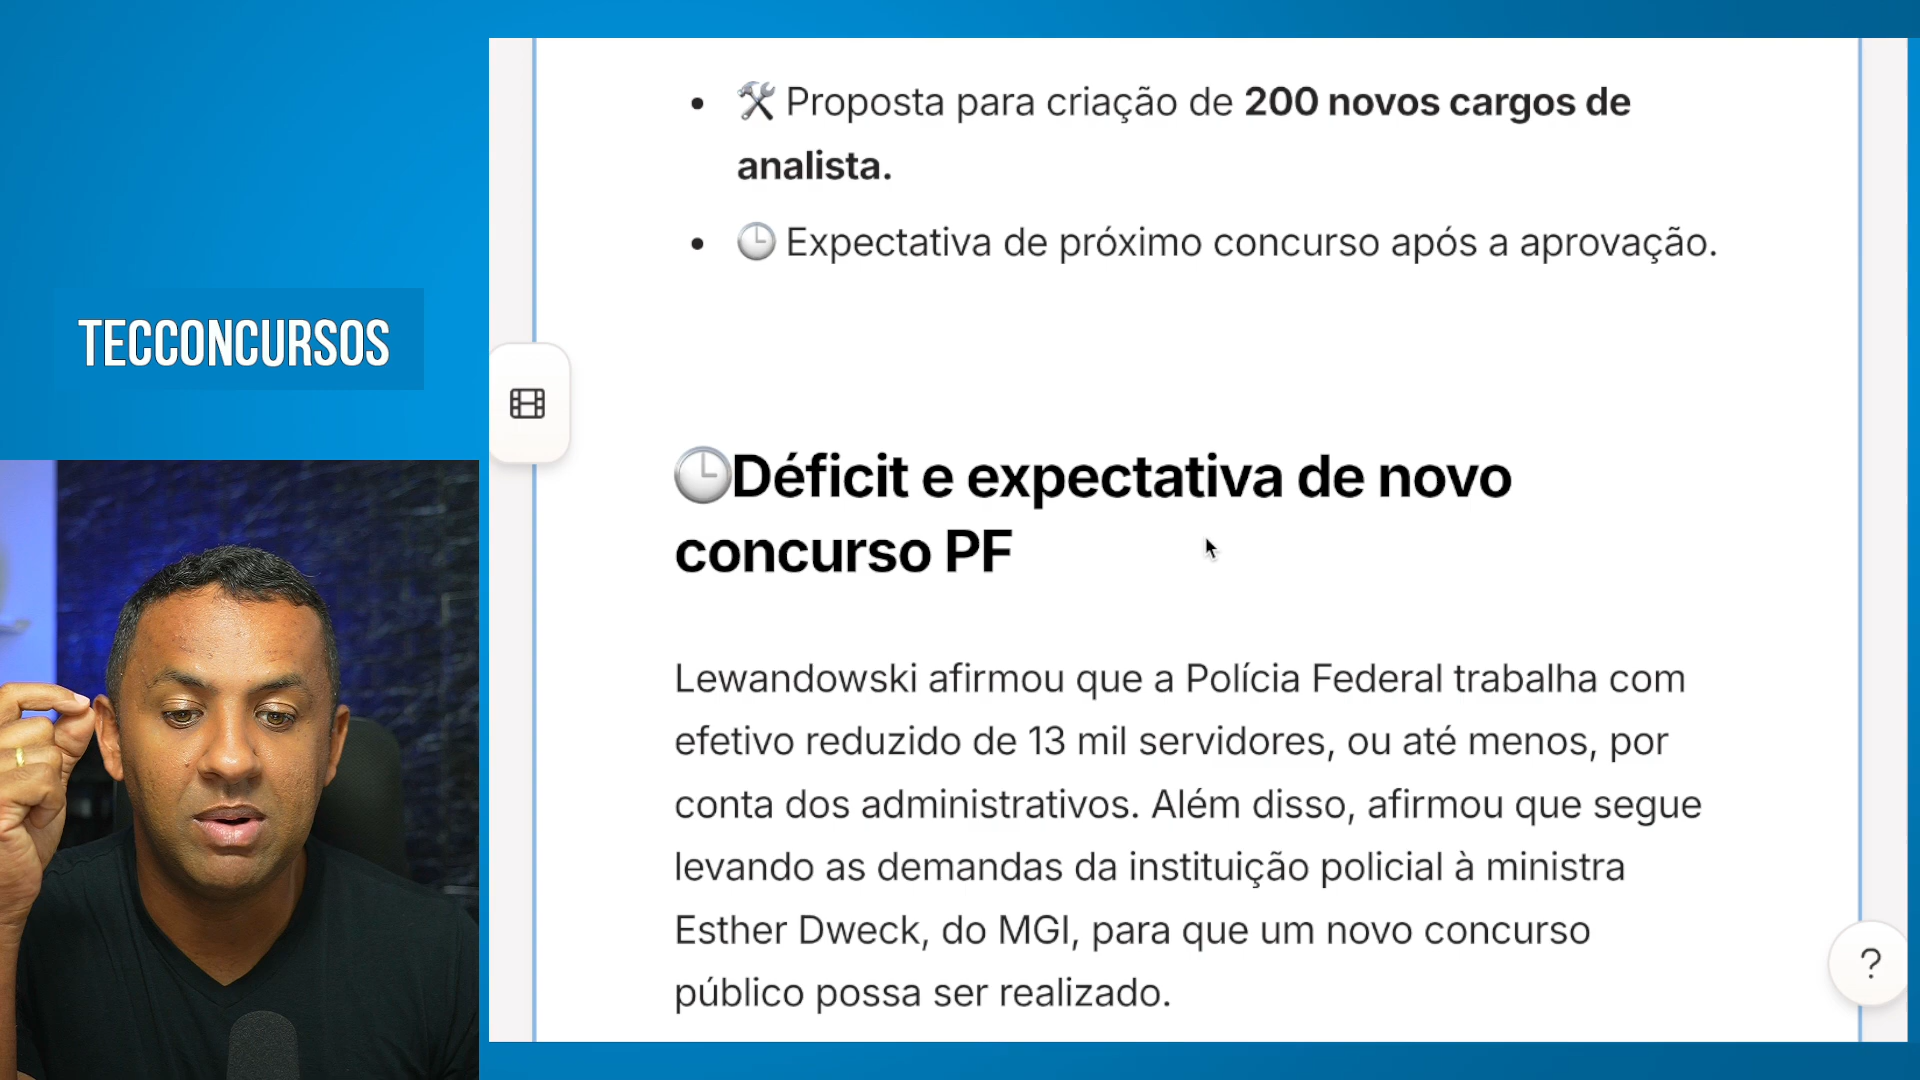 🛠 Proposta para criação de 200 novos cargos de
analista.
🕒 Expectativa de próximo concurso após a aprovação.
TECCONCURSOS
🕒Déficit e expectativa de novo
concurso PF
Lewandowski afirmou que a Polícia Federal trabalha com
efetivo reduzido de 13 mil servidores, ou até menos, por
conta dos administrativos. Além disso, afirmou que segue
levando as demandas da instituição policial à ministra
Esther Dweck, do MGI, para que um novo concurso
público possa ser realizado.
?